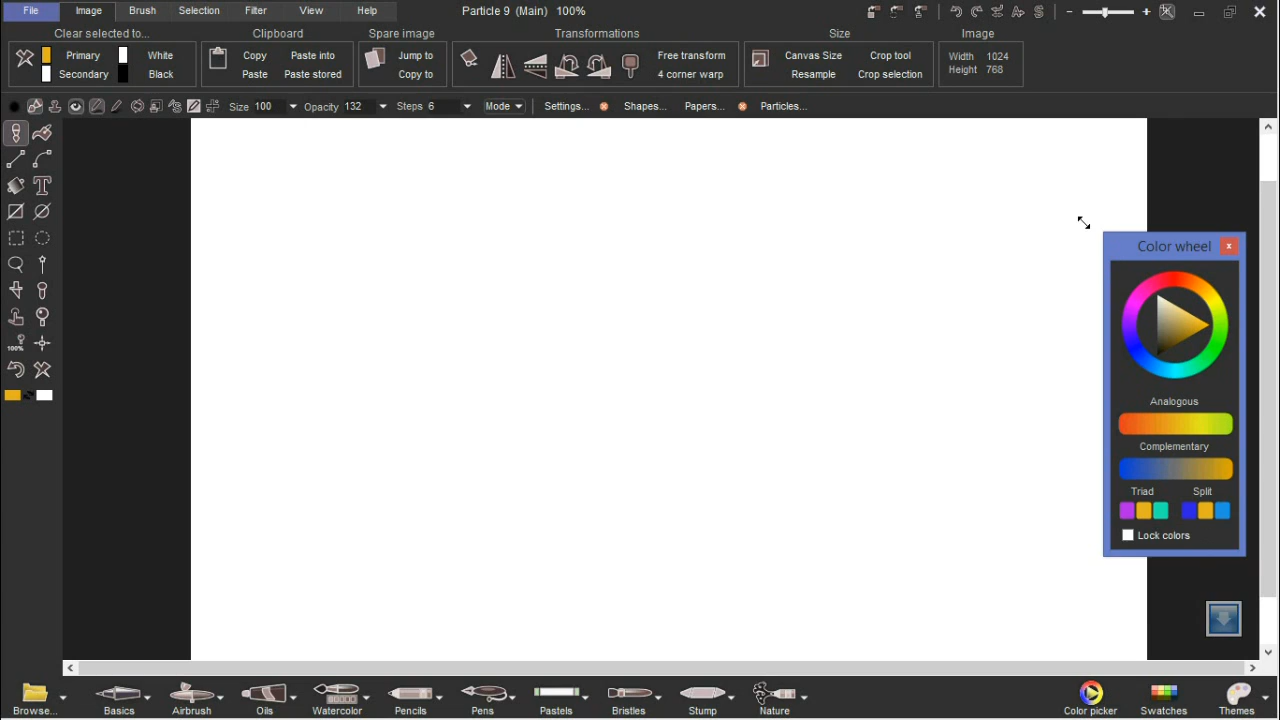 File Image Brush Selection Filter View Help Particle 9 (Main) 100%
Clear selected to... Clipboard Spare image Transformations Size Image
Primary White Copy Paste into Jump to Free transform Canvas Size Crop tool Width 1024
Secondary Black Paste Paste stored Copy to 4 corner warp Resample Crop selection Height 768
Size 100 Opacity 132 Steps 6 Mode Settings... Shapes... Papers... Particles...
Color wheel x
100%
Analogous
Complementary
Triad Split
Lock colors
Browse... Basics Airbrush Oils Watercolor Pencils Pens Pastels Bristles Stump Nature Color picker Swatches Themes